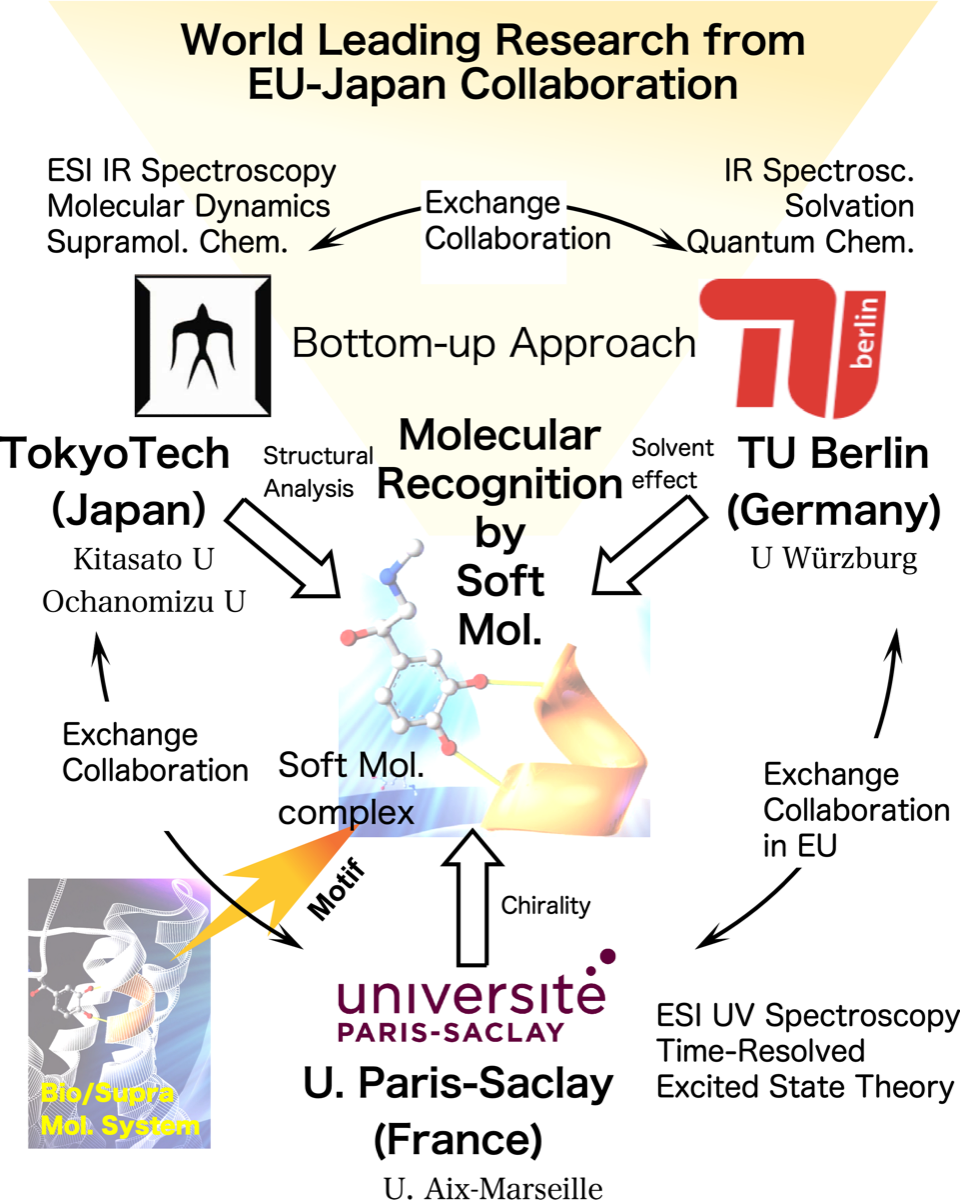 World Leading Research from
EU-Japan Collaboration
ESI IR Spectroscopy
Molecular Dynamics
Supramol. Chem.
Exchange
Collaboration
IR Spectrosc.
Solvation
Quantum Chem.
Bottom-up Approach
berlin
TokyoTech
(Japan)
Kitasato U
Ochanomizu U
Structural
Analysis
Molecular
Recognition
by
Soft
Mol.
Solvent
effect
TU Berlin
(Germany)
U Würzburg
Exchange
Collaboration
Soft Mol.
complex
Exchange
Collaboration
in EU
Motif
Chirality
Bio/Supra
Mol. System
université
PARIS-SACLAY
U. Paris-Saclay
(France)
U. Aix-Marseille
ESI UV Spectroscopy
Time-Resolved
Excited State Theory